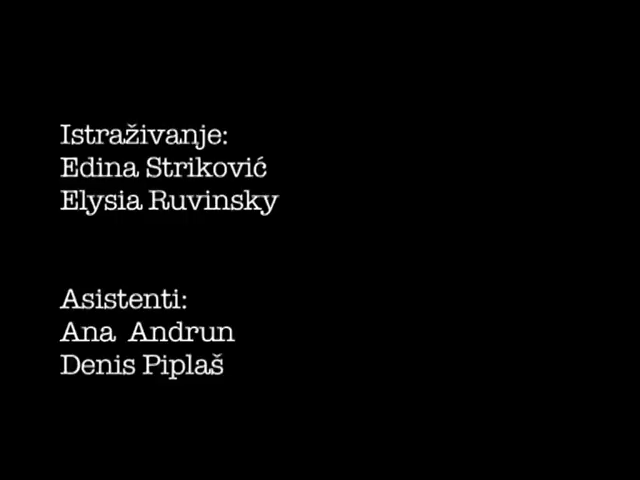 Istraživanje:
Edina Striković
Elysia Ruvinsky
Asistenti:
Ana Andrun
Denis Piplaš